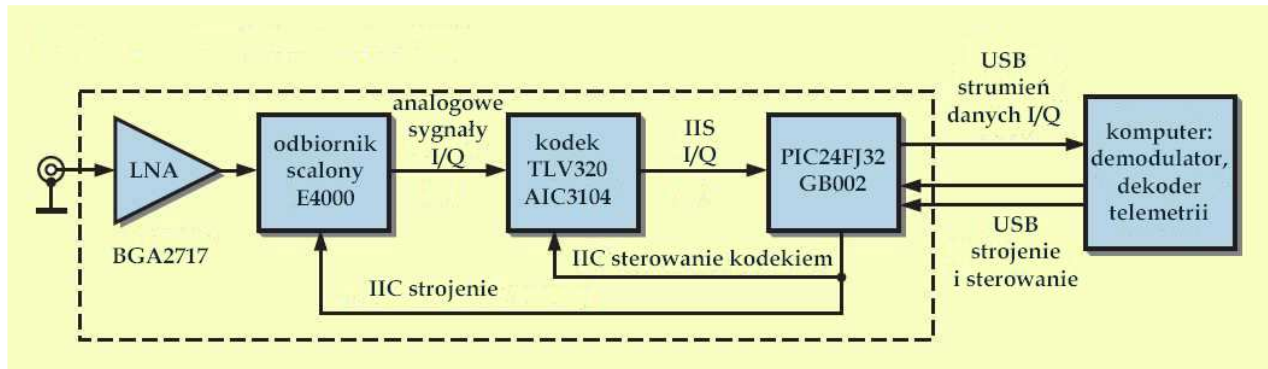 LNA
BGA2717
odbiornik
scalony
E4000
analogowe
sygnały
I/Q
kodek
TLV320
AIC3104
IIS
I/Q
PIC24FJ32
GB002
USB
strumień
danych I/Q
komputer:
demodulator,
dekoder
telemetrii
USB
strojenie
i sterowanie
IIC sterowanie kodekiem
IIC strojenie